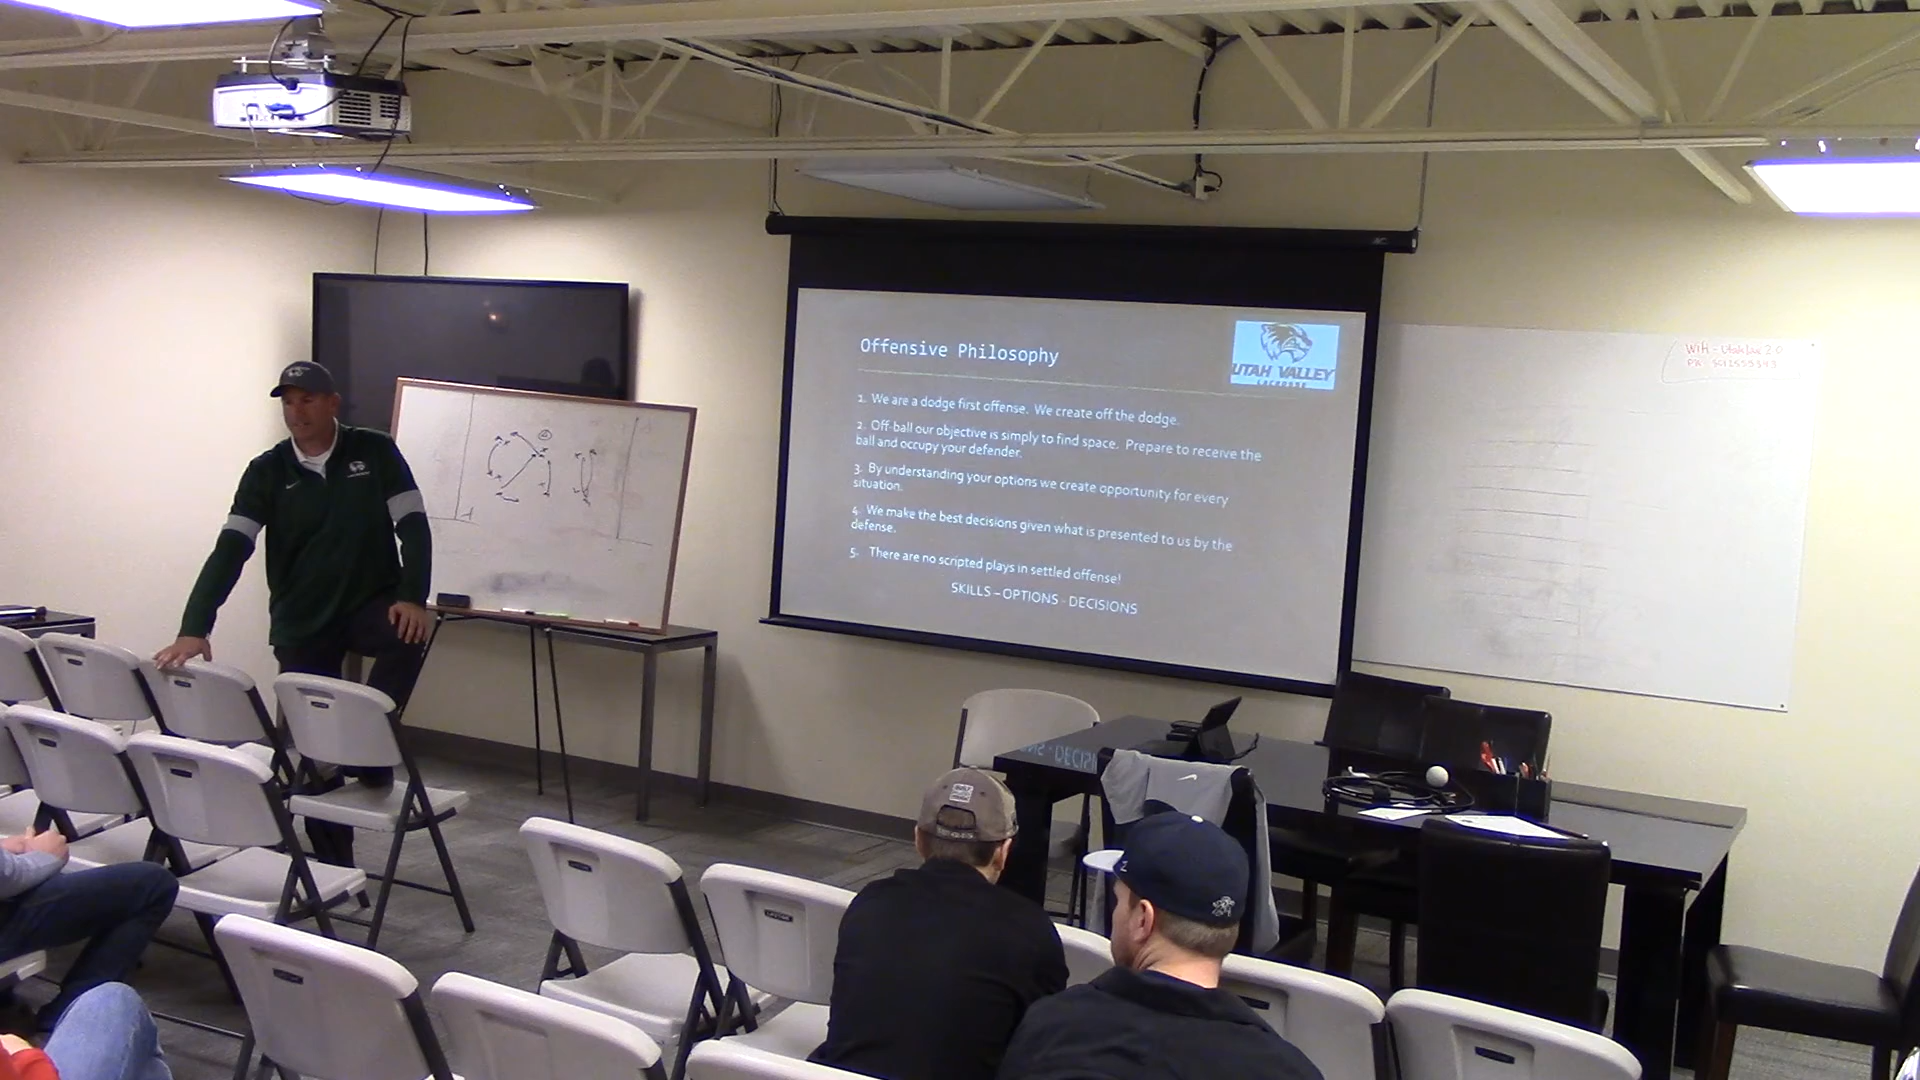 Offensive Philosophy
UTAH VALLEY
LACROSSE
1. We are a dodge first offense. We create off the dodge.
2. Off-ball our objective is simply to find space. Prepare to receive the
ball and occupy your defender.
3. By understanding your options we create opportunity for every
situation.
4. We make the best decisions given what is presented to us by the
defense.
5. There are no scripted plays in settled offense!
SKILLS – OPTIONS - DECISIONS
LIFETIME